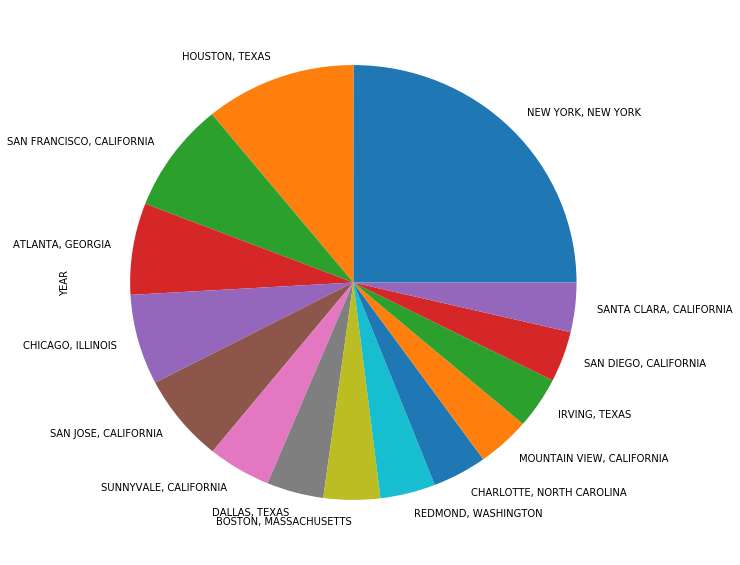 HOUSTON, TEXAS
NEW YORK, NEW YORK
SAN FRANCISCO, CALIFORNIA
ATLANTA, GEORGIA
YEAR
SANTA CLARA, CALIFORNIA
CHICAGO, ILLINOIS
SAN DIEGO, CALIFORNIA
IRVING, TEXAS
SAN JOSE, CALIFORNIA
MOUNTAIN VIEW, CALIFORNIA
SUNNYVALE, CALIFORNIA
CHARLOTTE, NORTH CAROLINA
DALLAS, TEXAS
REDMOND, WASHINGTON
BOSTON, MASSACHUSETTS